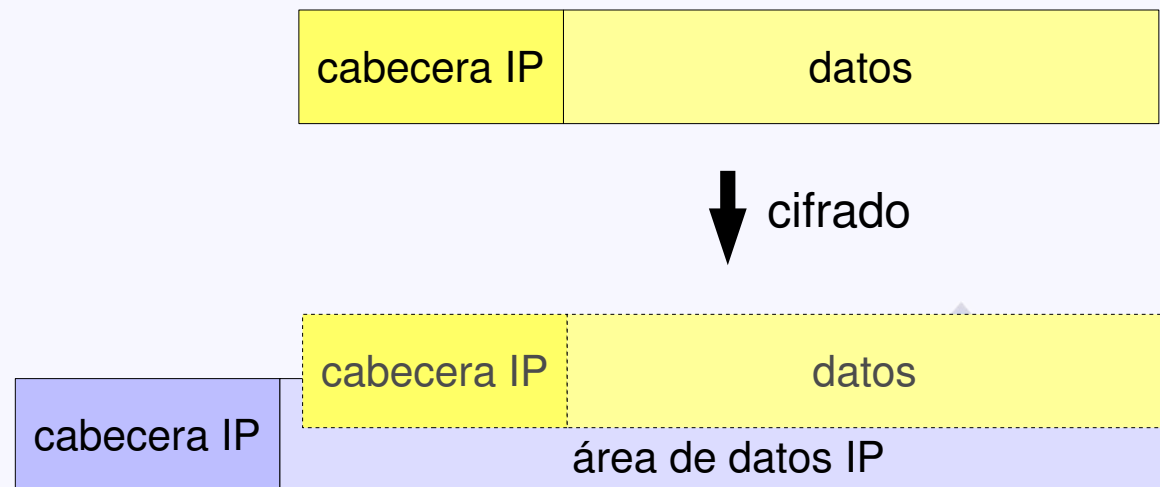 cabecera IP datos
cifrado
cabecera IP datos
cabecera IP
área de datos IP